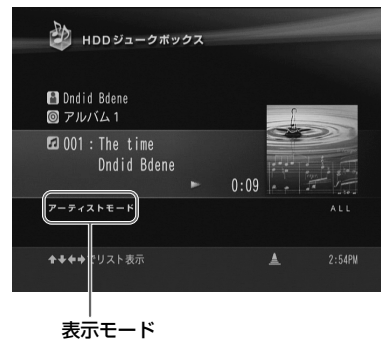 HDDジュークボックス
Dndid Bdene
アルバム1
001:The time
Dndid Bdene
0:09
アーティストモード
ALL
でリスト表示
2:54PM
表示モード